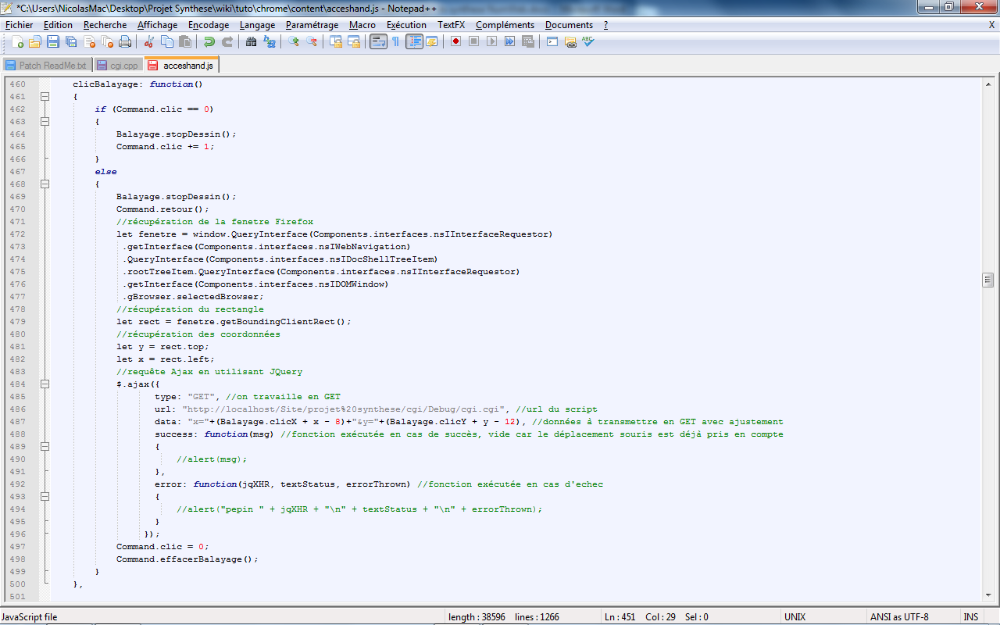 *C:\Users\NicolasMac\Desktop\Projet Synthese\wiki\tuto\chrome\content\acceshand.js - Notepad++
Fichier Edition Recherche Affichage Encodage Langage Paramétrage Macro Exécution TextFX Compléments Documents ? X
Patch ReadMe.txt cgi.cpp acceshand.js
460 clicBalayage: function()
461 {
462 if (Command.clic == 0)
463 {
464 Balayage.stopDessin();
465 Command.clic += 1;
466 }
467 else
468 {
469 Balayage.stopDessin();
470 Command.retour();
471 //récupération de la fenetre Firefox
472 let fenetre = window.QueryInterface(Components.interfaces.nsIInterfaceRequestor)
473 .getInterface(Components.interfaces.nsIWebNavigation)
474 .QueryInterface(Components.interfaces.nsIDocShellTreeItem)
475 .rootTreeItem.QueryInterface(Components.interfaces.nsIInterfaceRequestor)
476 .getInterface(Components.interfaces.nsIDOMWindow)
477 .gBrowser.selectedBrowser;
478 //récupération du rectangle
479 let rect = fenetre.getBoundingClientRect();
480 //récupération des coordonnées
481 let y = rect.top;
482 let x = rect.left;
483 //requête Ajax en utilisant JQuery
484 $.ajax({
485 type: "GET", //on travaille en GET
486 url: "http://localhost/Site/projet%20synthese/cgi/Debug/cgi.cgi", //url du script
487 data: "x="+(Balayage.clicX + x - 8)+"&y="+(Balayage.clicY + y - 12), //données à transmettre en GET avec ajustement
488 success: function(msg) //fonction exécutée en cas de succès, vide car le déplacement souris est déjà pris en compte
489 {
490 //alert(msg);
491 },
492 error: function(jqXHR, textStatus, errorThrown) //fonction exécutée en cas d'echec
493 {
494 //alert("pepin " + jqXHR + "\n" + textStatus + "\n" + errorThrown);
495 }
496 });
497 Command.clic = 0;
498 Command.effacerBalayage();
499 }
500 },
501
JavaScript file length : 38596 lines : 1266 Ln : 451 Col : 29 Sel : 0 UNIX ANSI as UTF-8 INS